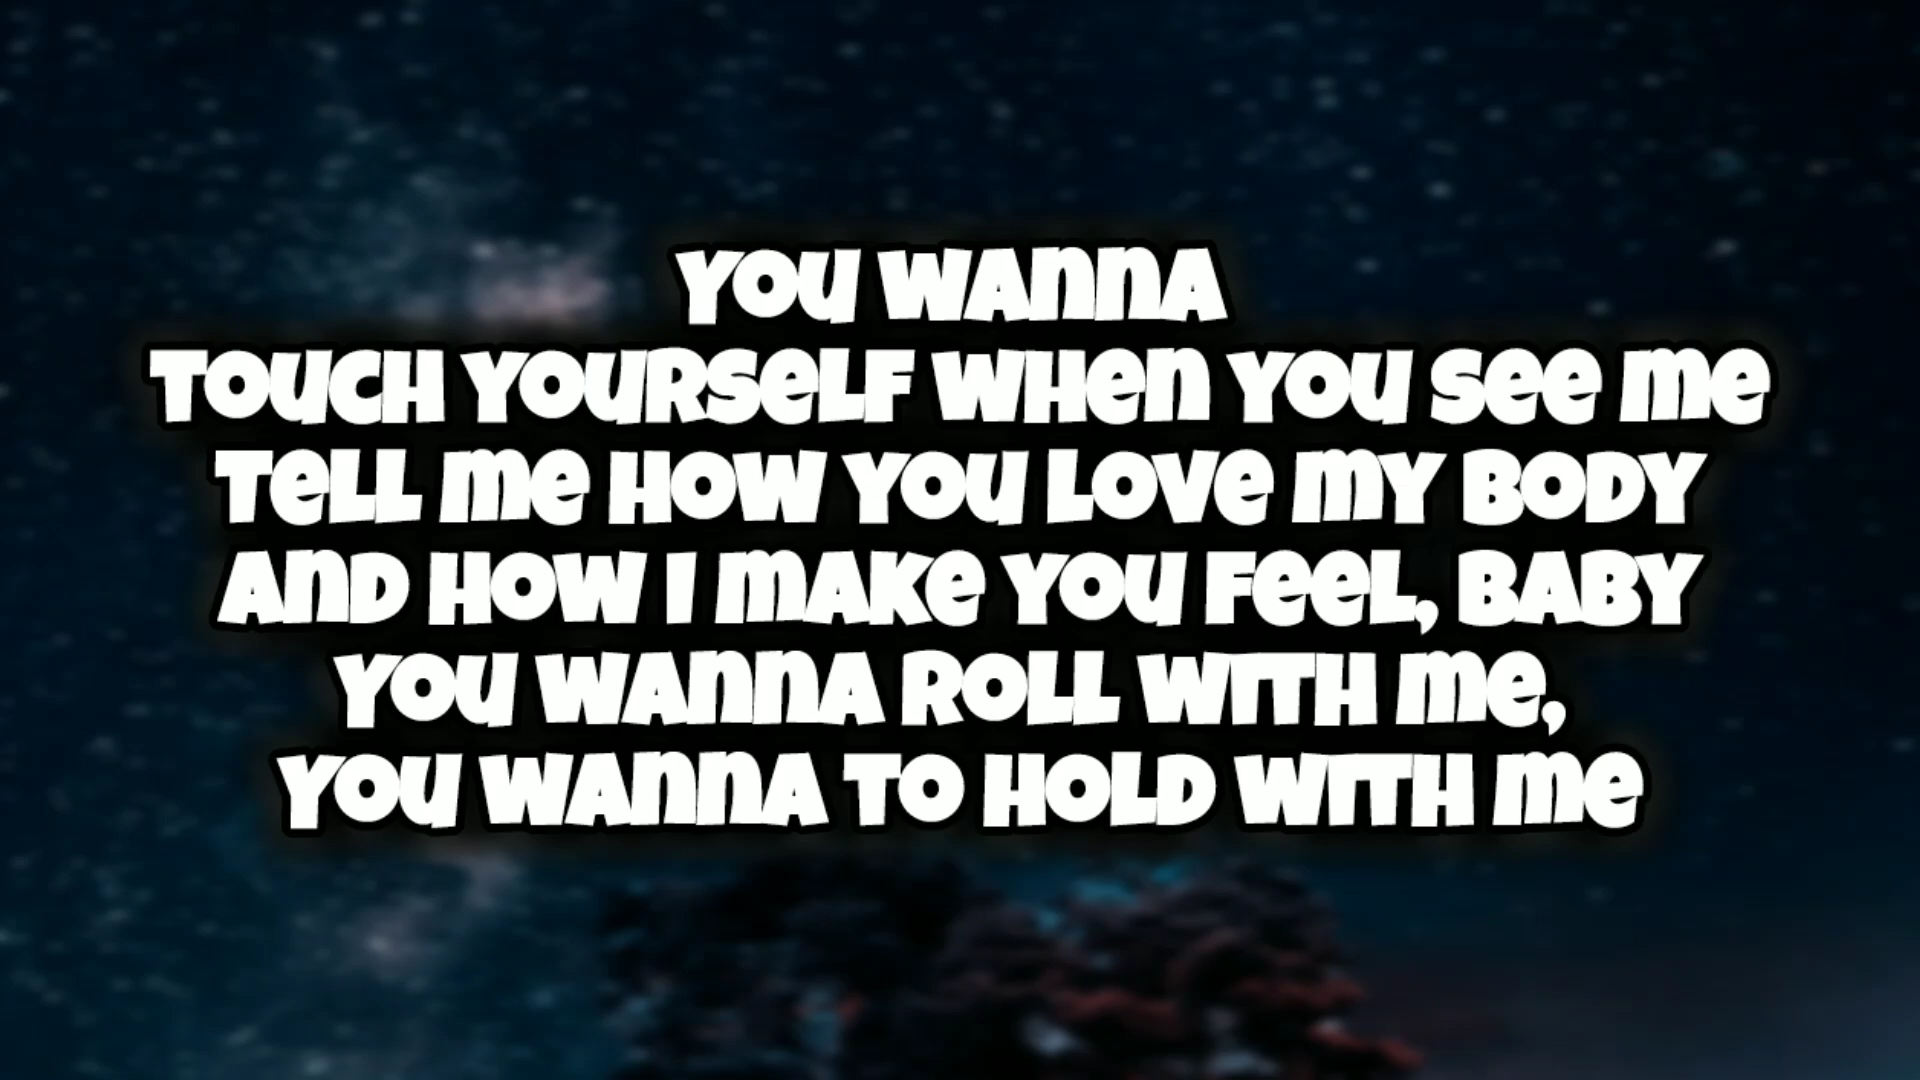 You wanna
touch yourself when you see me
tell me how you love my body
and how I make you feel, baby
You wanna roll with me,
you wanna to hold with me